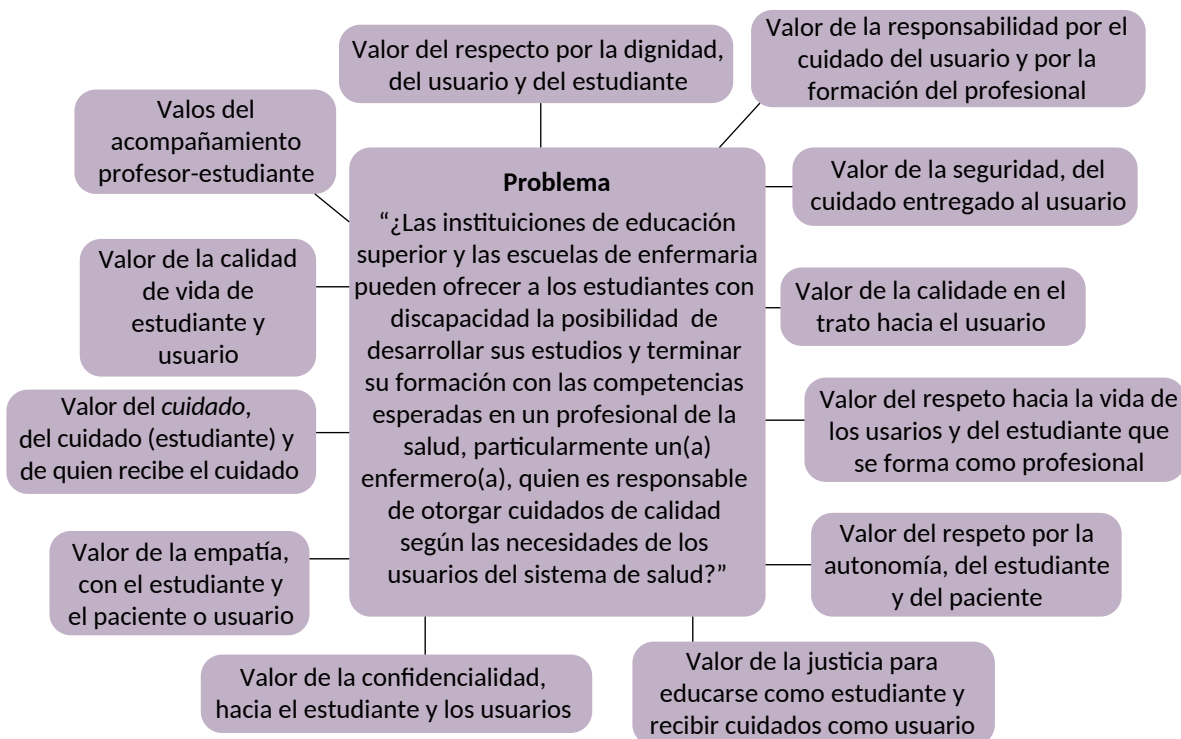 Valor del respecto por la dignidad,
del usuario y del estudiante
Valor de la responsabilidad por el
cuidado del usuario y por la
formación del profesional
Valos del
acompañamiento
profesor-estudiante
Valor de la seguridad, del
cuidado entregado al usuario
Valor de la calidad
de vida de
estudiante y
usuario
Valor de la calidade en el
trato hacia el usuario
Valor del cuidado,
del cuidado (estudiante) y
de quien recibe el cuidado
Valor del respeto hacia la vida de
los usarios y del estudiante que
se forma como profesional
Valor de la empatía,
con el estudiante y
el paciente o usuario
Valor del respeto por la
autonomía, del estudiante
y del paciente
Valor de la confidencialidad,
hacia el estudiante y los usuarios
Valor de la justicia para
educarse como estudiante y
recibir cuidados como usuario
Problema
“¿Las instituiciones de educación
superior y las escuelas de enfermaria
pueden ofrecer a los estudiantes con
discapacidad la posibilidad de
desarrollar sus estudios y terminar
su formación con las competencias
esperadas en un profesional de la
salud, particularmente un(a)
enfermero(a), quien es responsable
de otorgar cuidados de calidad
según las necesidades de los
usuarios del sistema de salud?”